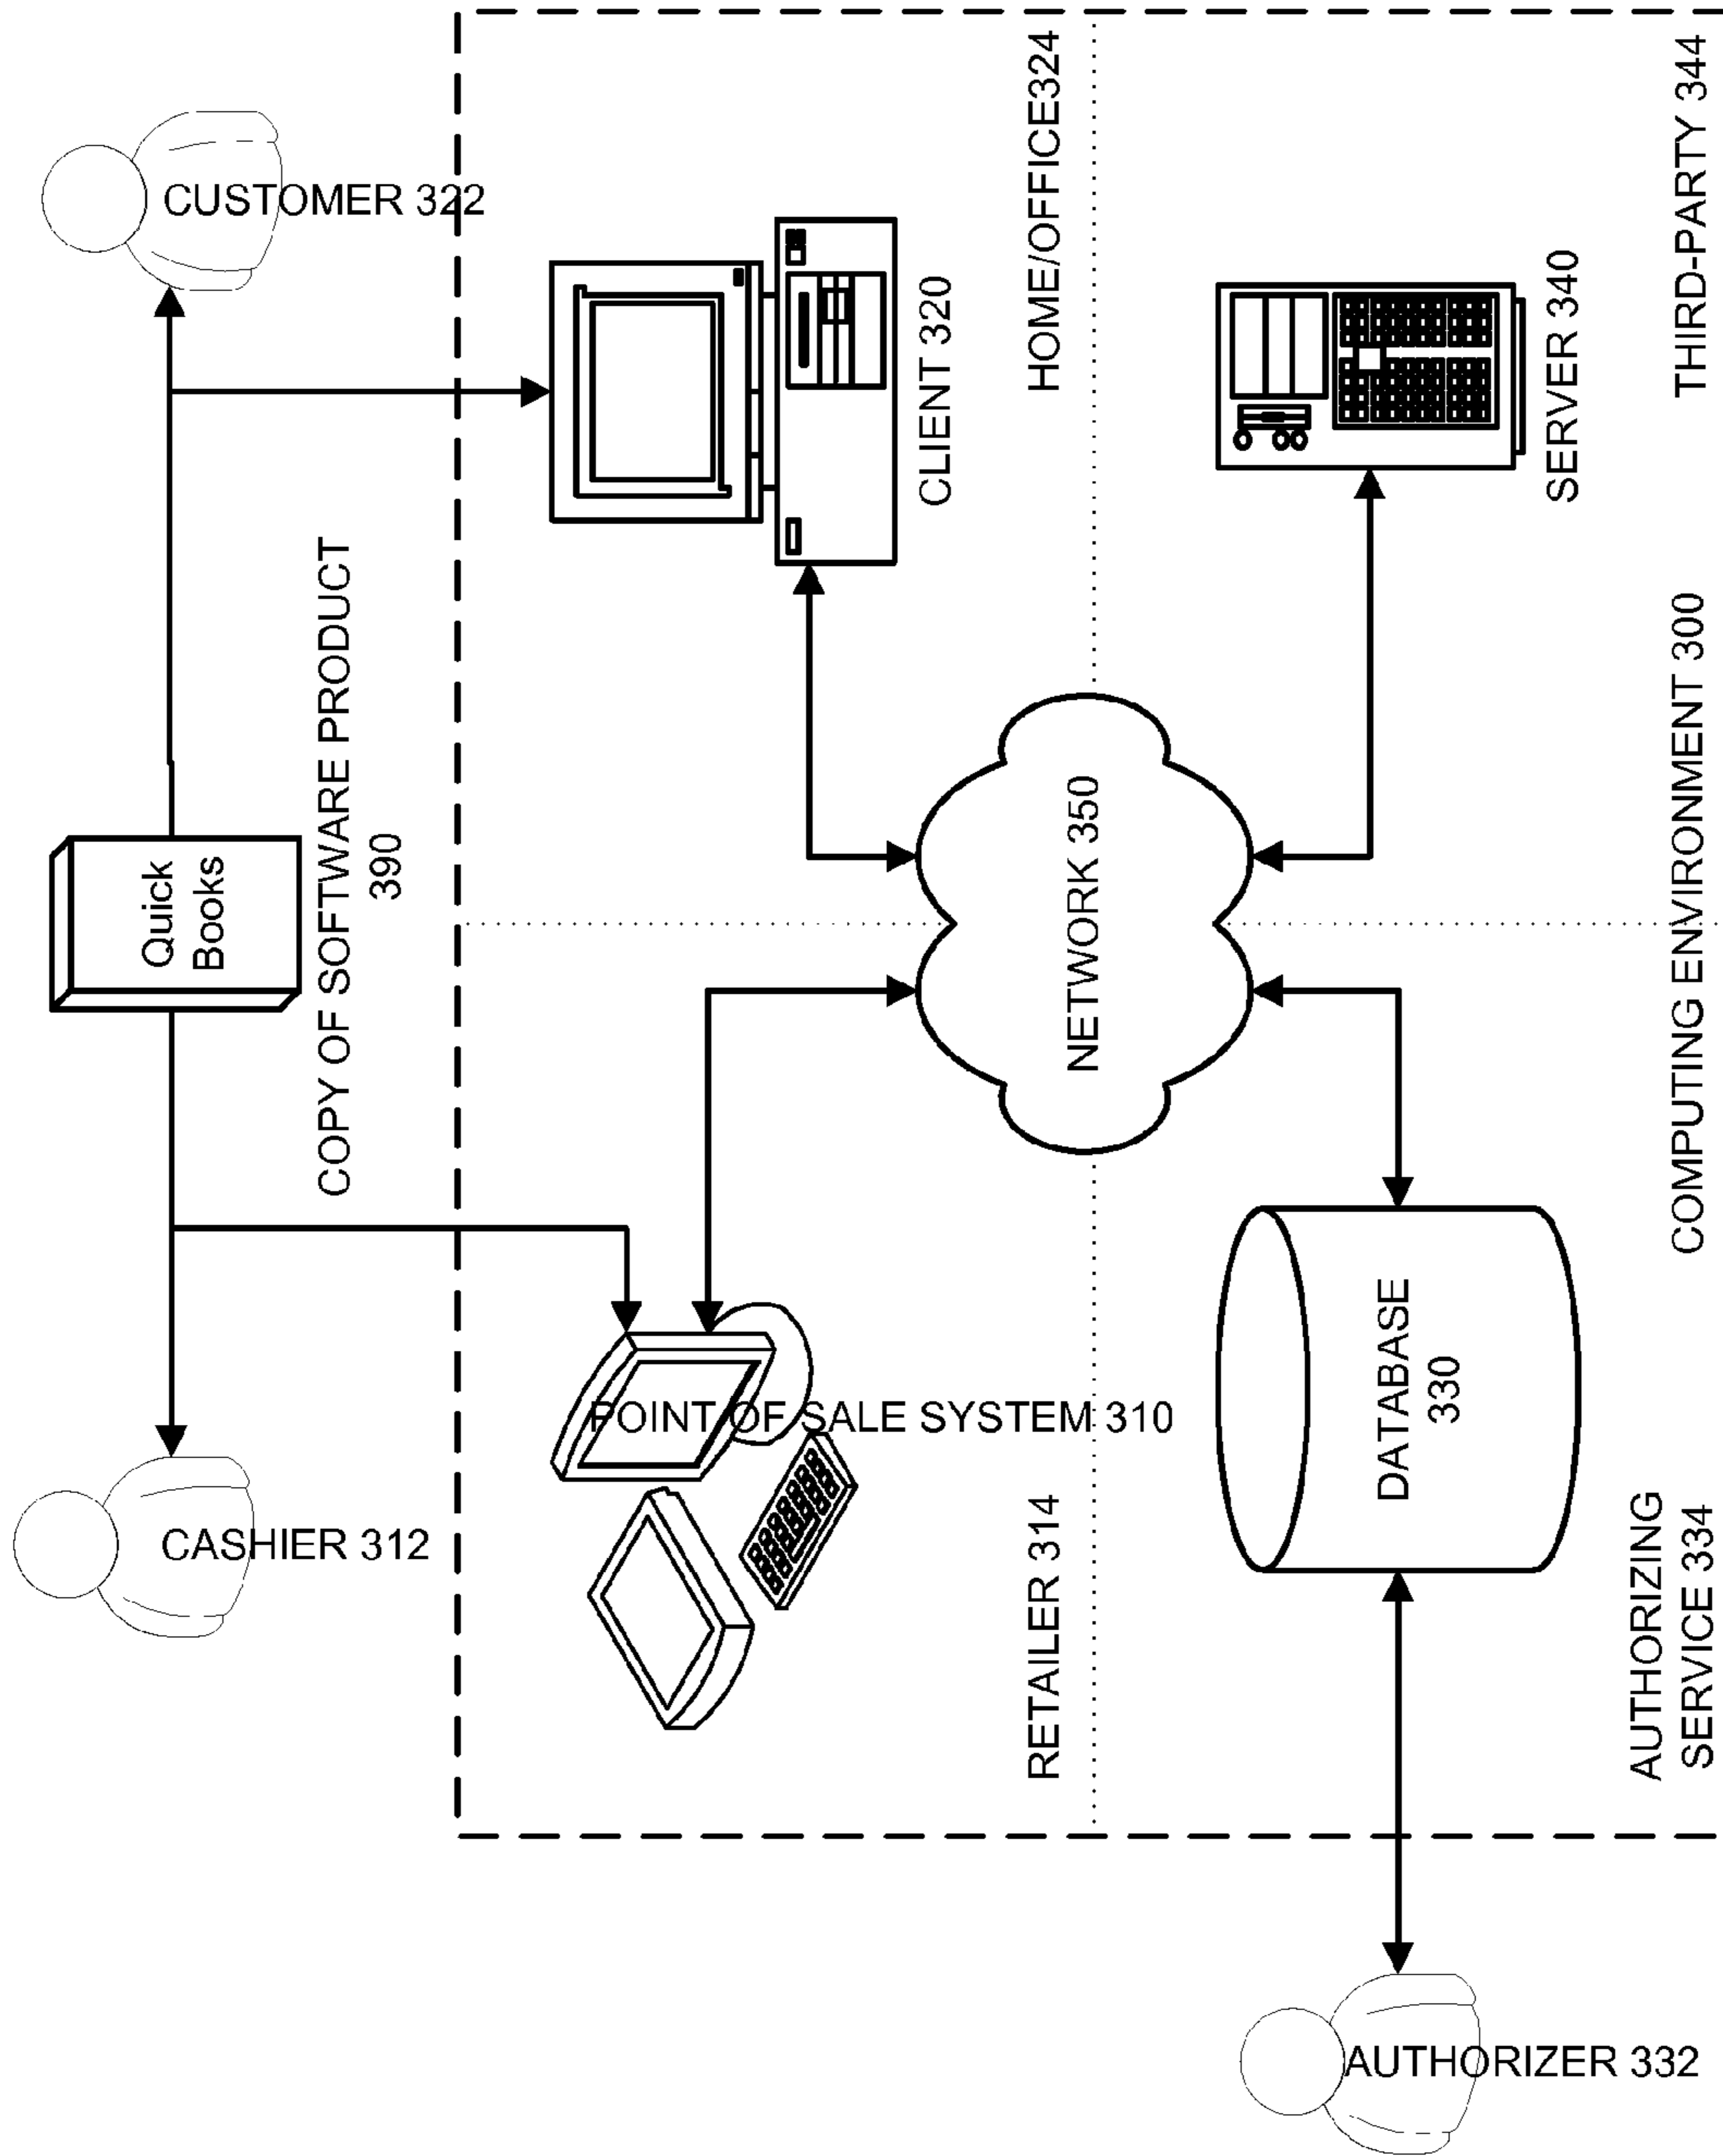 CUSTOMER 322
Quick
Books
COPY OF SOFTWARE PRODUCT
390
CASHIER 312
CLIENT 320
HOME/OFFICE324
POINT OF SALE SYSTEM 310
RETAILER 314
NETWORK 350
SERVER 340
THIRD-PARTY 344
DATABASE
330
AUTHORIZING
SERVICE 334
COMPUTING ENVIRONMENT 300
AUTHORIZER 332